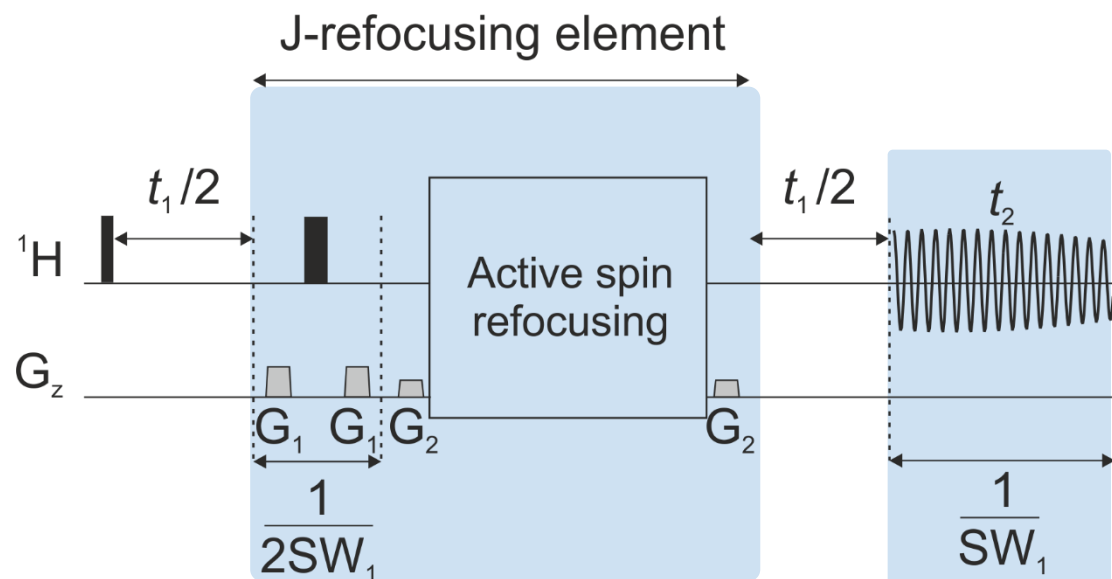 J-refocusing element
t₁/2
t₁/2
t₂
¹H
Active spin
refocusing
G_z
G₁
G₁
G₂
G₂
1
2SW₁
1
SW₁